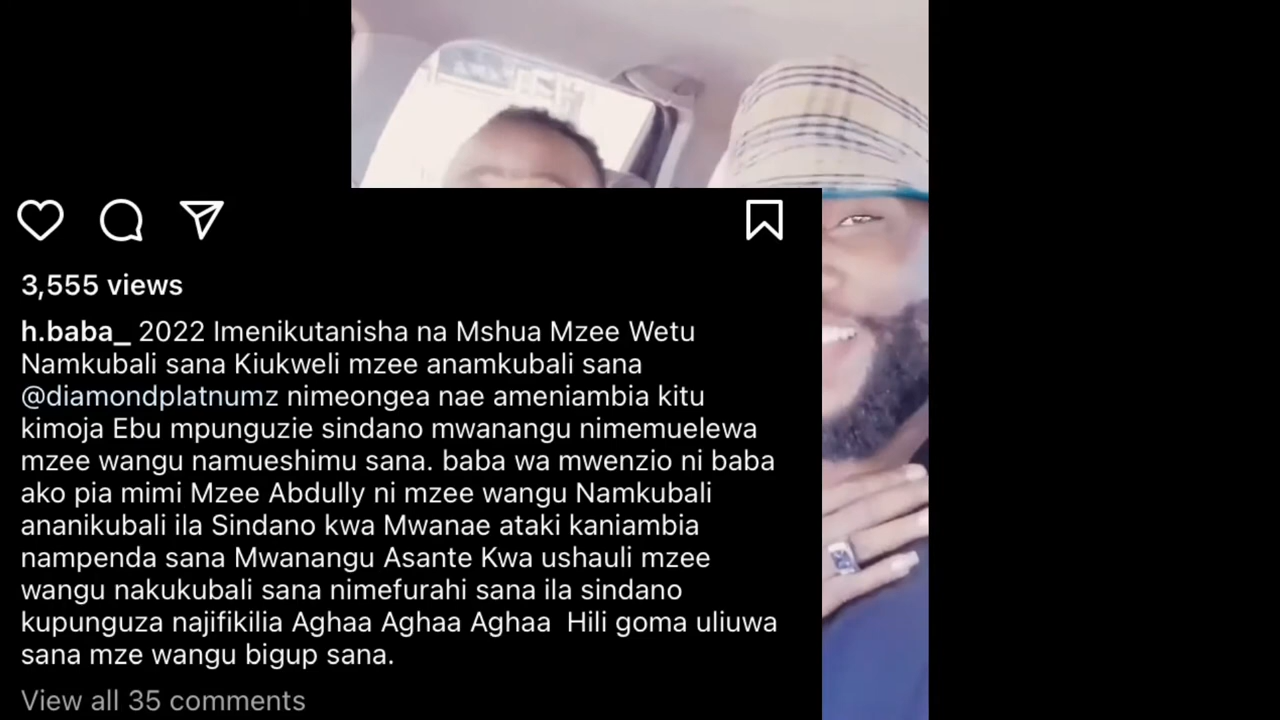 3,555 views
h.baba_ 2022 Imenikutanisha na Mshua Mzee Wetu
Namkubali sana Kiukweli mzee anamkubali sana
@diamondplatnumz nimeongea nae ameniambia kitu
kimoja Ebu mpunguzie sindano mwanangu nimemuelewa
mzee wangu namueshimu sana. baba wa mwenzio ni baba
ako pia mimi Mzee Abdully ni mzee wangu Namkubali
ananikubali ila Sindano kwa Mwanae ataki kaniambia
nampenda sana Mwanangu Asante Kwa ushauli mzee
wangu nakukubali sana nimefurahi sana ila sindano
kupunguza najifikilia Aghaa Aghaa Aghaa  Hili goma uliuwa
sana mze wangu bigup sana.
View all 35 comments